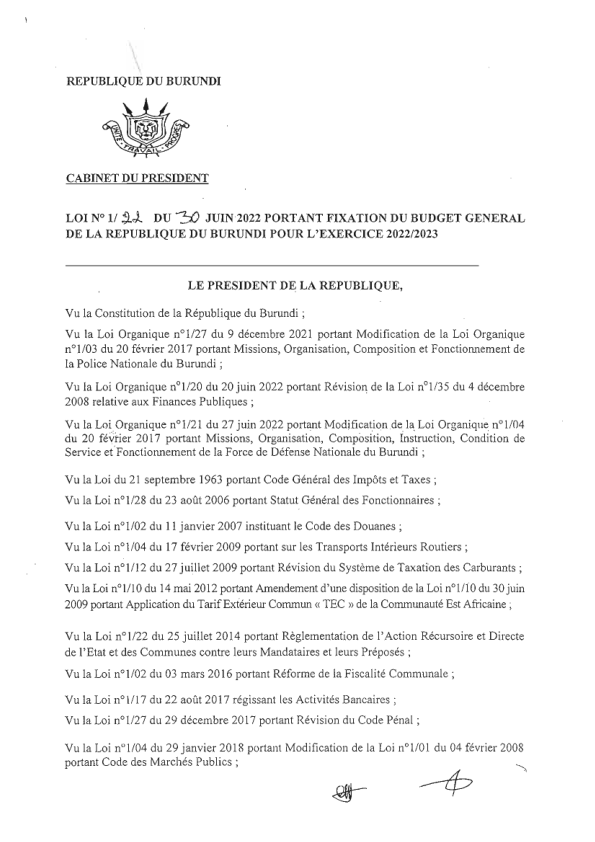 REPUBLIQUE DU BURUNDI
UNITE - TRAVAIL - PROGRES
CABINET DU PRESIDENT
LOI N° 1/ 22 DU 30 JUIN 2022 PORTANT FIXATION DU BUDGET GENERAL
DE LA REPUBLIQUE DU BURUNDI POUR L'EXERCICE 2022/2023
LE PRESIDENT DE LA REPUBLIQUE,
Vu la Constitution de la République du Burundi ;
Vu la Loi Organique n°1/27 du 9 décembre 2021 portant Modification de la Loi Organique
n°1/03 du 20 février 2017 portant Missions, Organisation, Composition et Fonctionnement de
la Police Nationale du Burundi ;
Vu la Loi Organique n°1/20 du 20 juin 2022 portant Révision de la Loi n°1/35 du 4 décembre
2008 relative aux Finances Publiques ;
Vu la Loi Organique n°1/21 du 27 juin 2022 portant Modification de la Loi Organique n°1/04
du 20 février 2017 portant Missions, Organisation, Composition, Instruction, Condition de
Service et Fonctionnement de la Force de Défense Nationale du Burundi ;
Vu la Loi du 21 septembre 1963 portant Code Général des Impôts et Taxes ;
Vu la Loi n°1/28 du 23 août 2006 portant Statut Général des Fonctionnaires ;
Vu la Loi n°1/02 du 11 janvier 2007 instituant le Code des Douanes ;
Vu la Loi n°1/04 du 17 février 2009 portant sur les Transports Intérieurs Routiers ;
Vu la Loi n°1/12 du 27 juillet 2009 portant Révision du Système de Taxation des Carburants ;
Vu la Loi n°1/10 du 14 mai 2012 portant Amendement d'une disposition de la Loi n°1/10 du 30 juin
2009 portant Application du Tarif Extérieur Commun « TEC » de la Communauté Est Africaine ;
Vu la Loi n°1/22 du 25 juillet 2014 portant Règlementation de l'Action Récursoire et Directe
de l'Etat et des Communes contre leurs Mandataires et leurs Préposés ;
Vu la Loi n°1/02 du 03 mars 2016 portant Réforme de la Fiscalité Communale ;
Vu la Loi n°1/17 du 22 août 2017 régissant les Activités Bancaires ;
Vu la Loi n°1/27 du 29 décembre 2017 portant Révision du Code Pénal ;
Vu la Loi n°1/04 du 29 janvier 2018 portant Modification de la Loi n°1/01 du 04 février 2008
portant Code des Marchés Publics ;